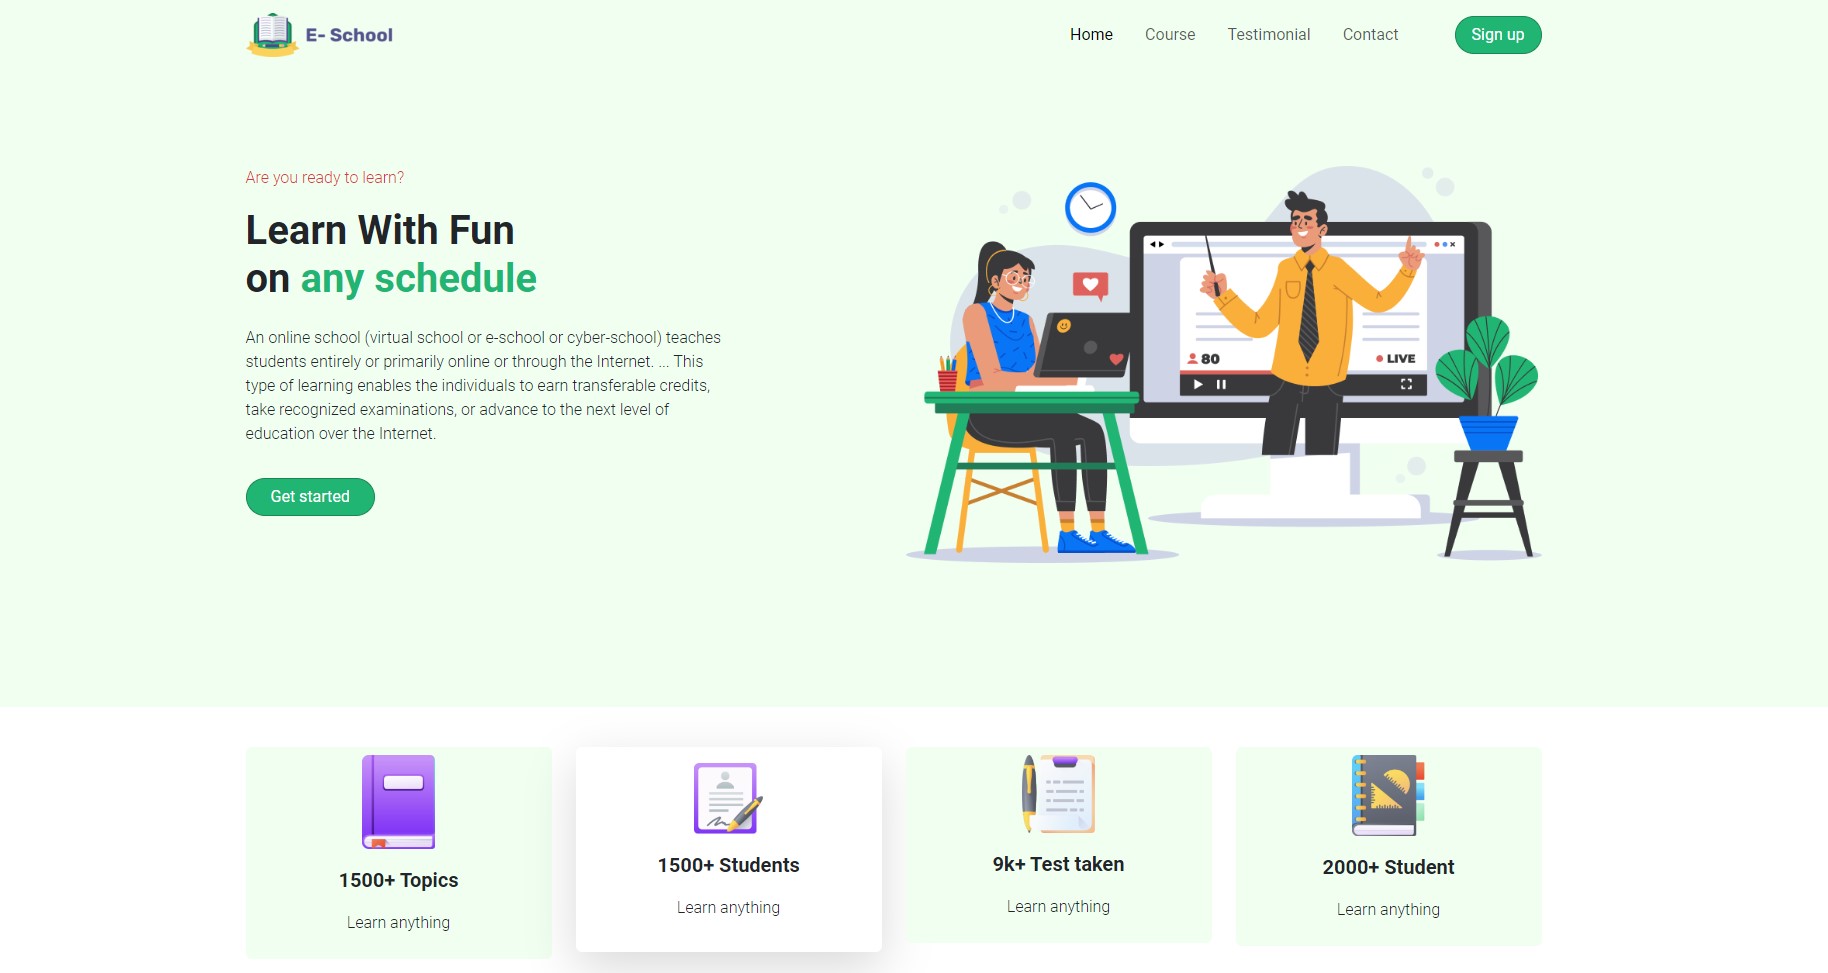 E- School
Home
Course
Testimonial
Contact
Sign up
Are you ready to learn?
Learn With Fun
on any schedule
An online school (virtual school or e-school or cyber-school) teaches
students entirely or primarily online or through the Internet. ... This
type of learning enables the individuals to earn transferable credits,
take recognized examinations, or advance to the next level of
education over the Internet.
Get started
80
LIVE
1500+ Topics
Learn anything
1500+ Students
Learn anything
9k+ Test taken
Learn anything
2000+ Student
Learn anything